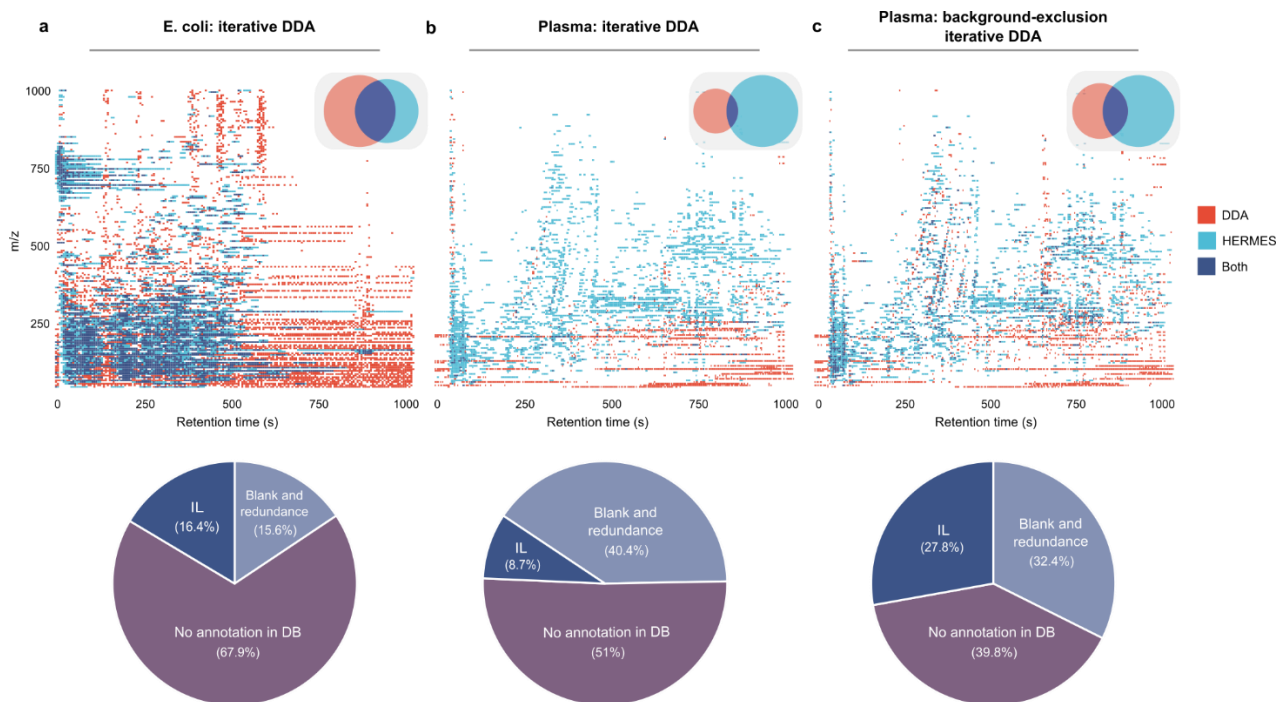 a
E. coli: iterative DDA
b
Plasma: iterative DDA
c
Plasma: background-exclusion
iterative DDA
m/z
1000
750
500
250
0 250 500 750 1000
Retention time (s)
0 250 500 750 1000
Retention time (s)
0 250 500 750 1000
Retention time (s)
DDA
HERMES
Both
IL
(16.4%)
Blank and
redundance
(15.6%)
No annotation in DB
(67.9%)
Blank and
redundance
(40.4%)
IL
(8.7%)
No annotation in DB
(51%)
IL
(27.8%)
Blank and
redundance
(32.4%)
No annotation in DB
(39.8%)